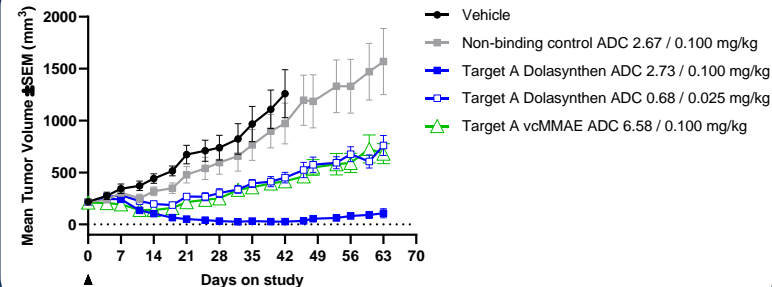 Mean Tumor Volume ±SEM (mm³)
2000
1500
1000
500
0
0 7 14 21 28 35 42 49 56 63 70
Days on study
Vehicle
Non-binding control ADC 2.67 / 0.100 mg/kg
Target A Dolasynthen ADC 2.73 / 0.100 mg/kg
Target A Dolasynthen ADC 0.68 / 0.025 mg/kg
Target A vcMMAE ADC 6.58 / 0.100 mg/kg